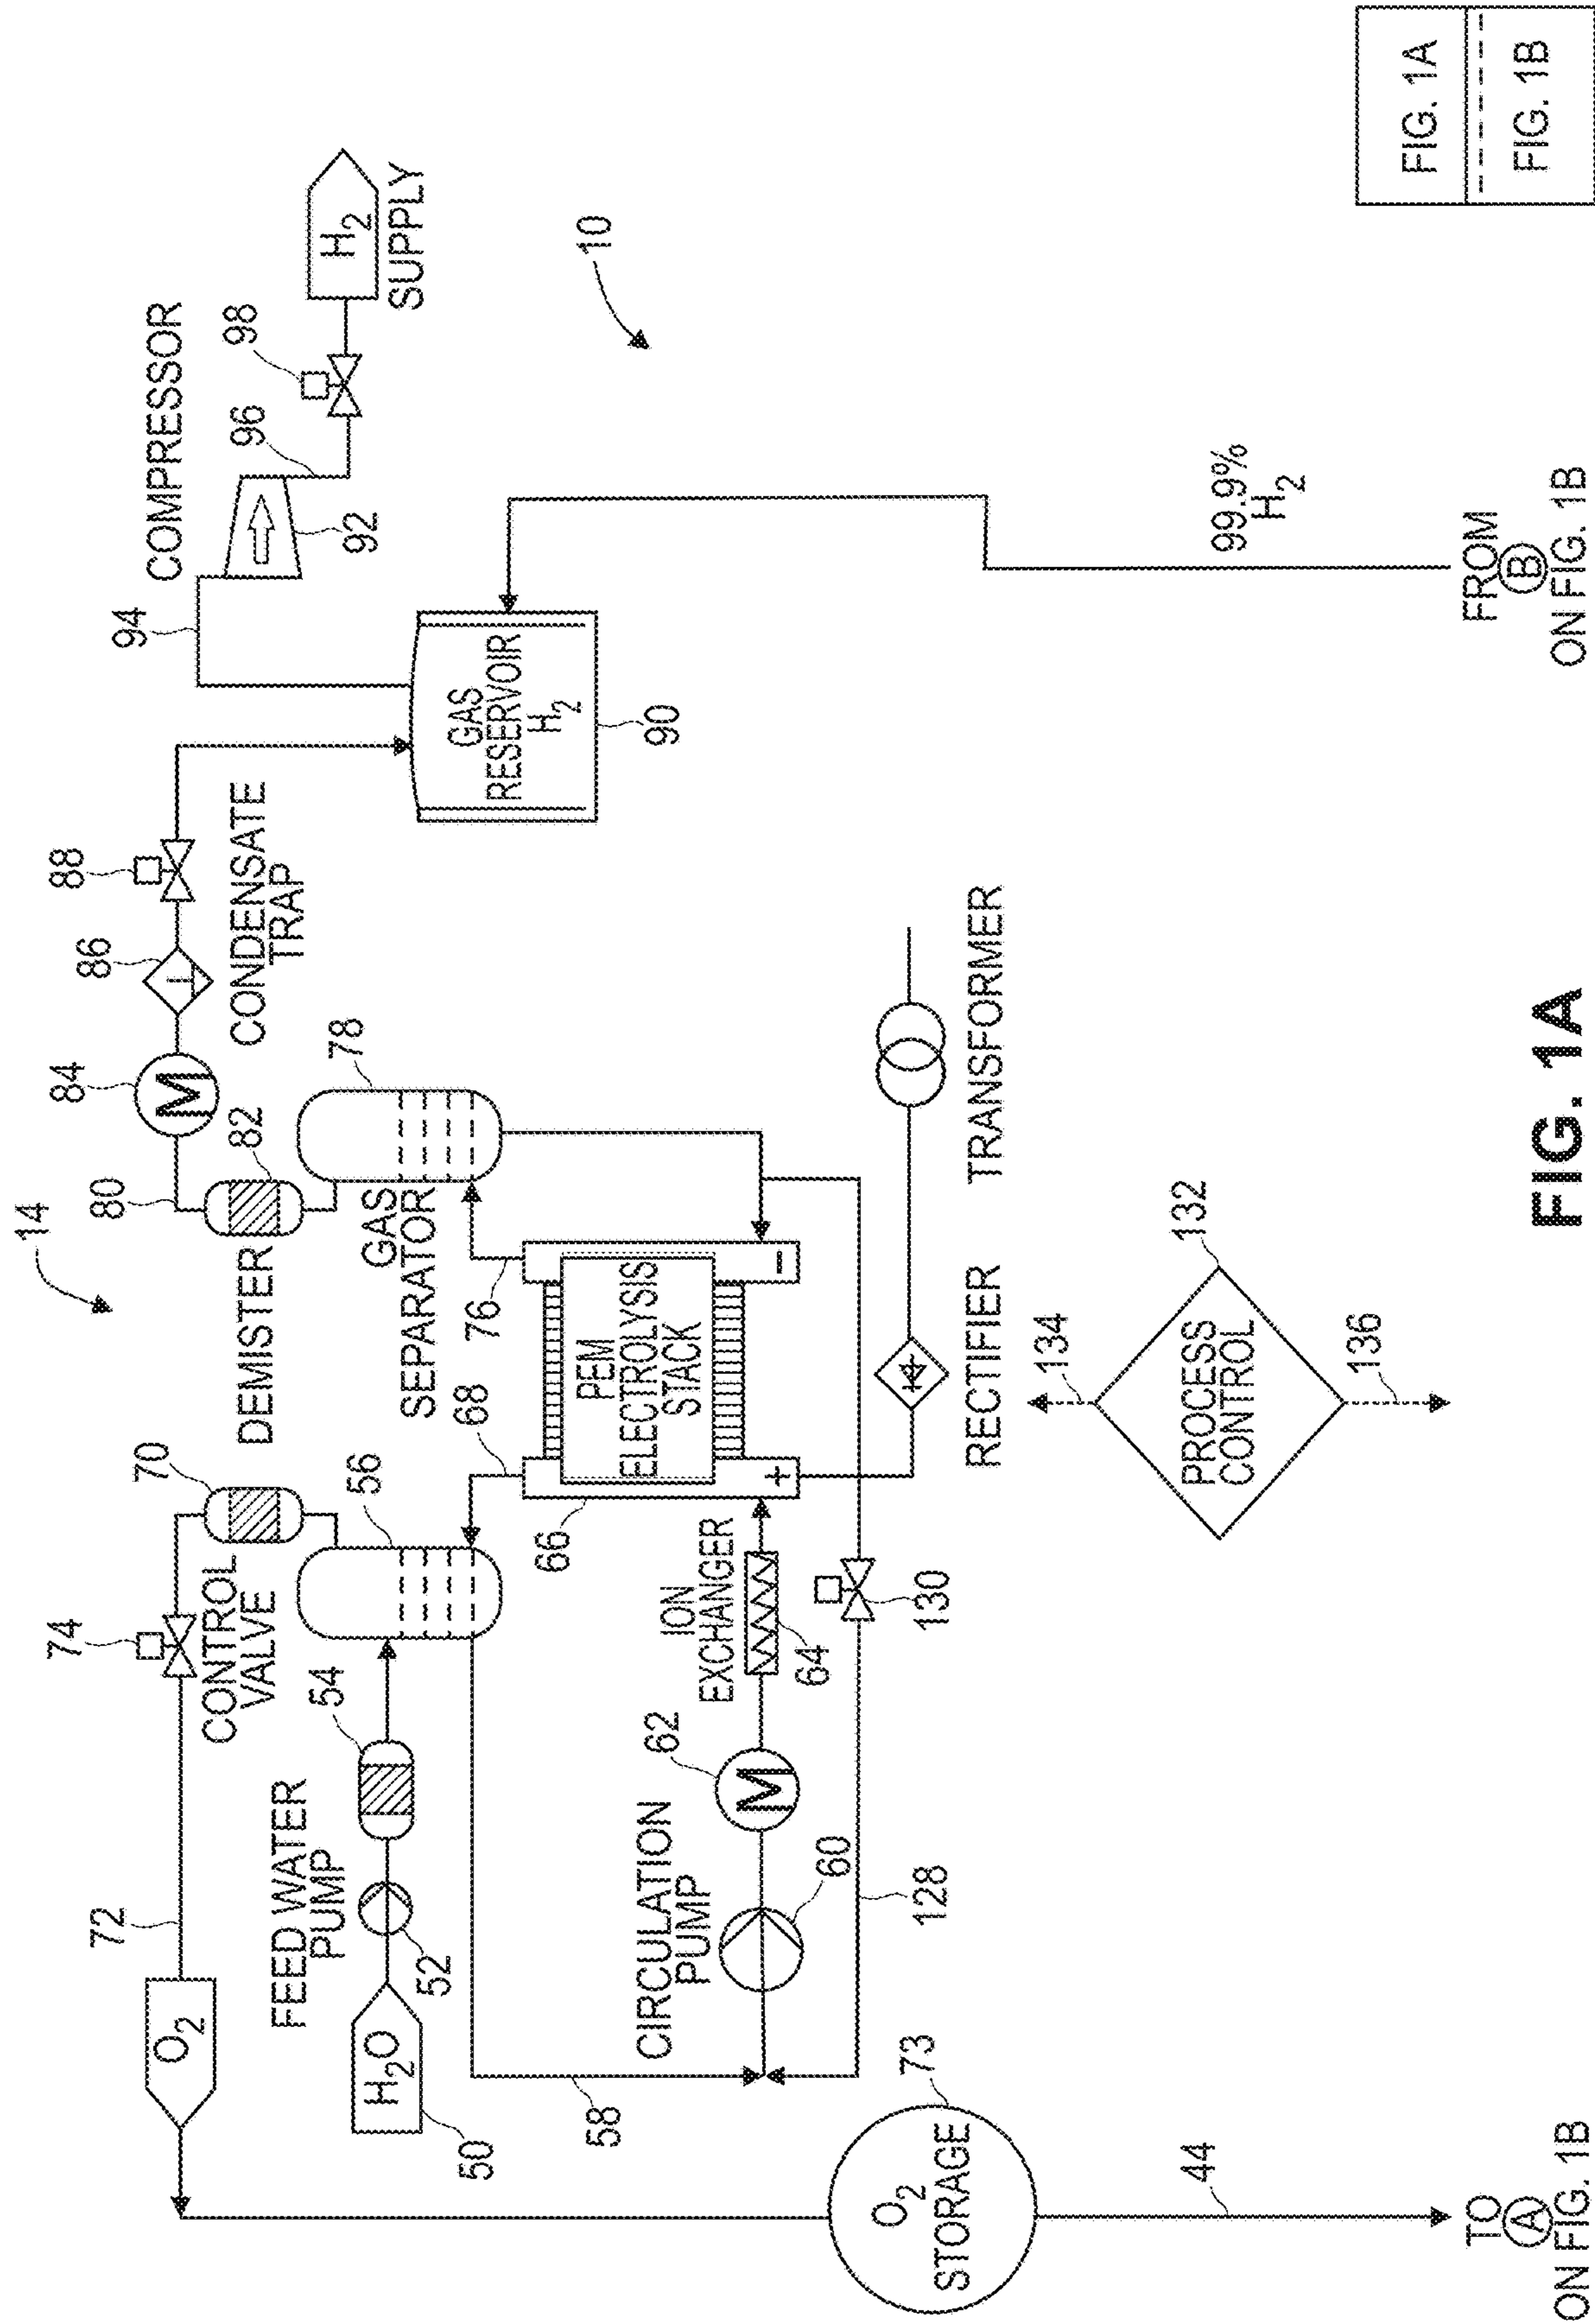 14
72
74
70
80
84
86
88
94
COMPRESSOR
96
98
O2
CONTROL
VALVE
DEMISTER
82
CONDENSATE
TRAP
92
H2
SUPPLY
FEED WATER
PUMP
54
56
GAS
SEPARATOR
78
H2O
50
52
68
76
GAS
RESERVOIR
H2
90
10
58
CIRCULATION
PUMP
62
60
ION
EXCHANGER
64
66
PEM
ELECTROLYSIS
STACK
+
−
M
M
128
130
RECTIFIER
TRANSFORMER
O2
STORAGE
73
44
134
PROCESS
CONTROL
132
136
99.9%
H2
TO
A
ON FIG. 1B
FROM
B
ON FIG. 1B
FIG. 1A
FIG. 1A
FIG. 1B